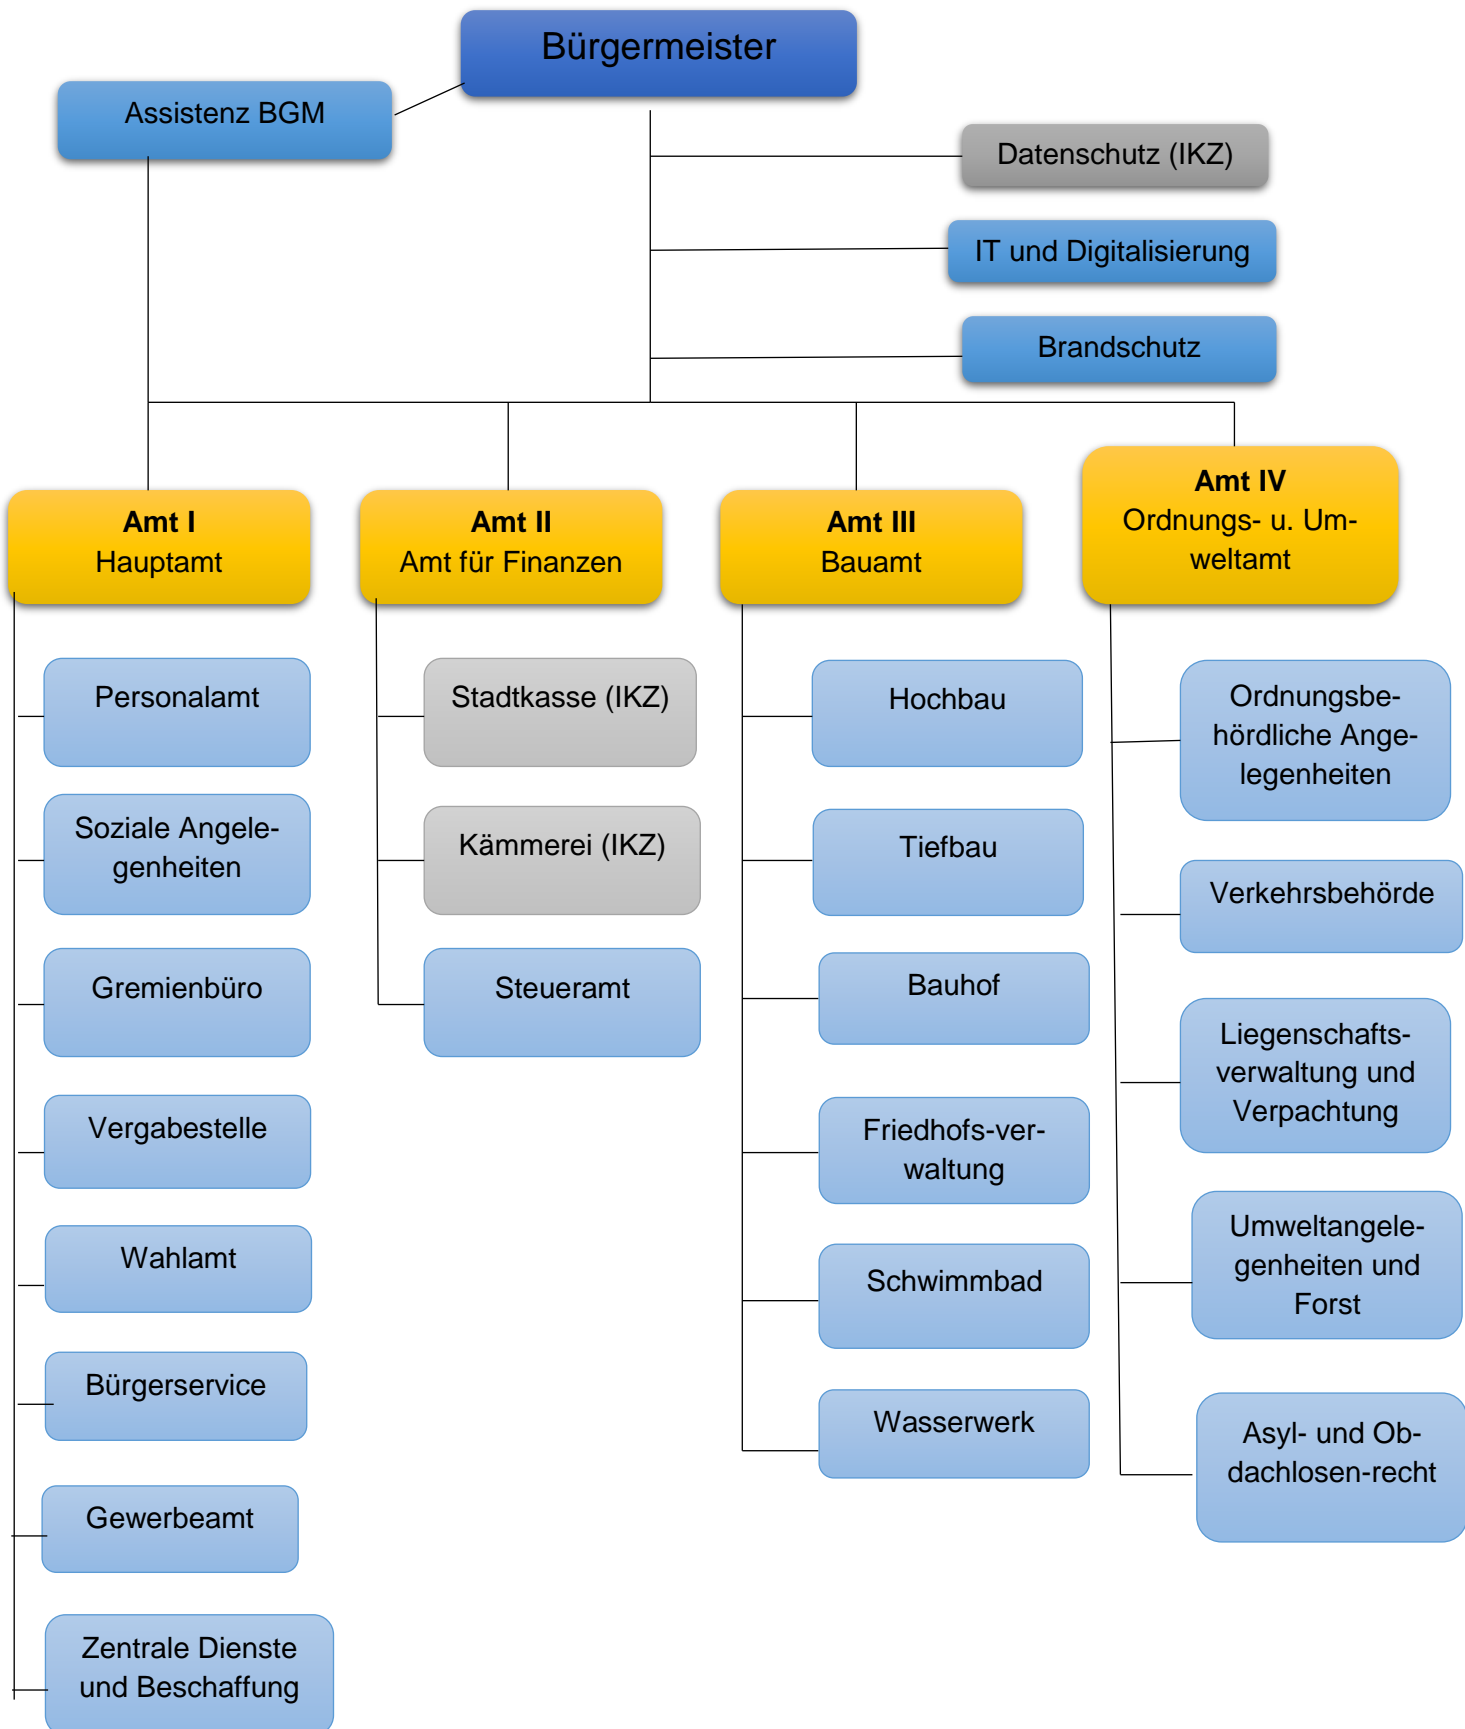 Bürgermeister
Assistenz BGM
Datenschutz (IKZ)
IT und Digitalisierung
Brandschutz
Amt I
Hauptamt
Personalamt
Soziale Angele-
genheiten
Gremienbüro
Vergabestelle
Wahlamt
Bürgerservice
Gewerbeamt
Zentrale Dienste
und Beschaffung
Amt II
Amt für Finanzen
Stadtkasse (IKZ)
Kämmerei (IKZ)
Steueramt
Amt III
Bauamt
Hochbau
Tiefbau
Bauhof
Friedhofs-ver-
waltung
Schwimmbad
Wasserwerk
Amt IV
Ordnungs- u. Um-
weltamt
Ordnungsbe-
hördliche Ange-
legenheiten
Verkehrsbehörde
Liegenschafts-
verwaltung und
Verpachtung
Umweltangele-
genheiten und
Forst
Asyl- und Ob-
dachlosen-recht